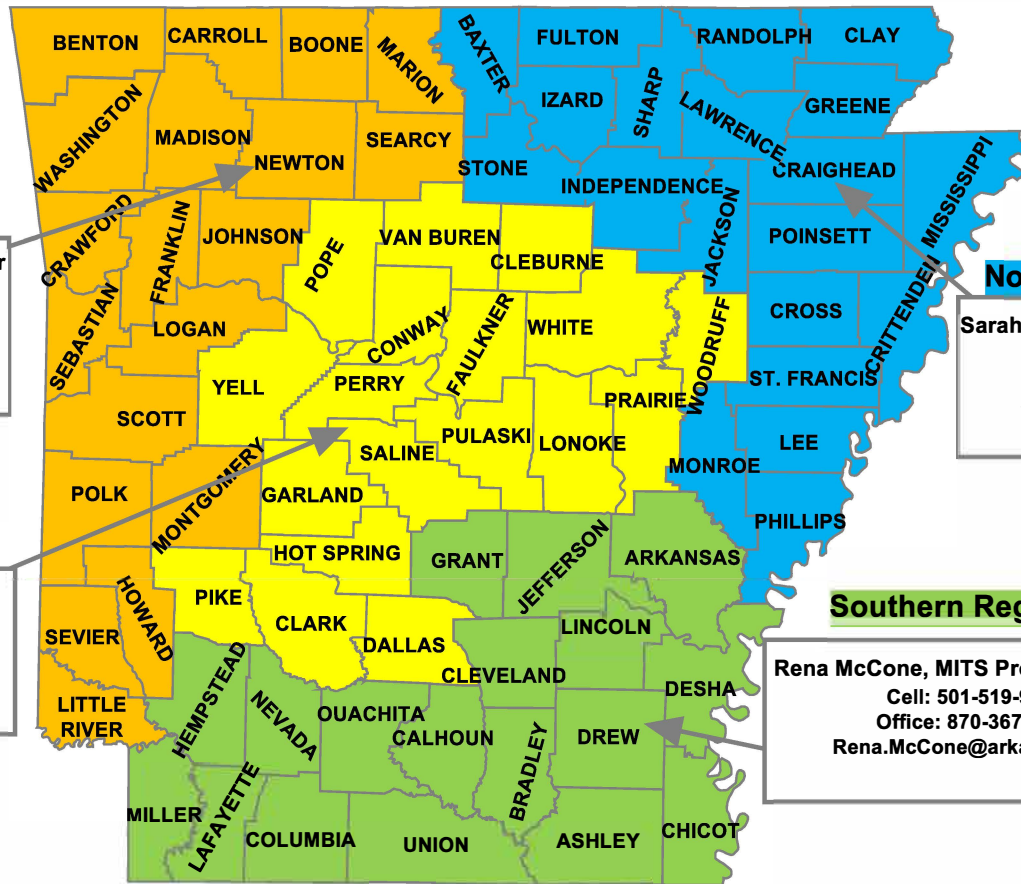 BENTON
CARROLL
BOONE
MARION
BAXTER
FULTON
RANDOLPH
CLAY
WASHINGTON
MADISON
NEWTON
SEARCY
STONE
IZARD
SHARP
LAWRENCE
GREENE
CRAIGHEAD
MISSISSIPPI
INDEPENDENCE
JACKSON
POINSETT
CRAWFORD
FRANKLIN
JOHNSON
POPE
VAN BUREN
CLEBURNE
CROSS
CRITTENDEN
No
Sarah
SEBASTIAN
LOGAN
CONWAY
FAULKNER
WHITE
WOODRUFF
ST. FRANCIS
YELL
PERRY
PRAIRIE
SCOTT
SALINE
PULASKI
LONOKE
MONROE
LEE
POLK
MONTGOMERY
GARLAND
PHILLIPS
HOT SPRING
GRANT
JEFFERSON
ARKANSAS
PIKE
CLARK
DALLAS
LINCOLN
Southern Reg
SEVIER
HOWARD
CLEVELAND
DESHA
Rena McCone, MITS Pr
Cell: 501-519-
Office: 870-367
Rena.McCone@arka
LITTLE
RIVER
HEMPSTEAD
NEVADA
OUACHITA
CALHOUN
BRADLEY
DREW
MILLER
LAFAYETTE
COLUMBIA
UNION
ASHLEY
CHICOT